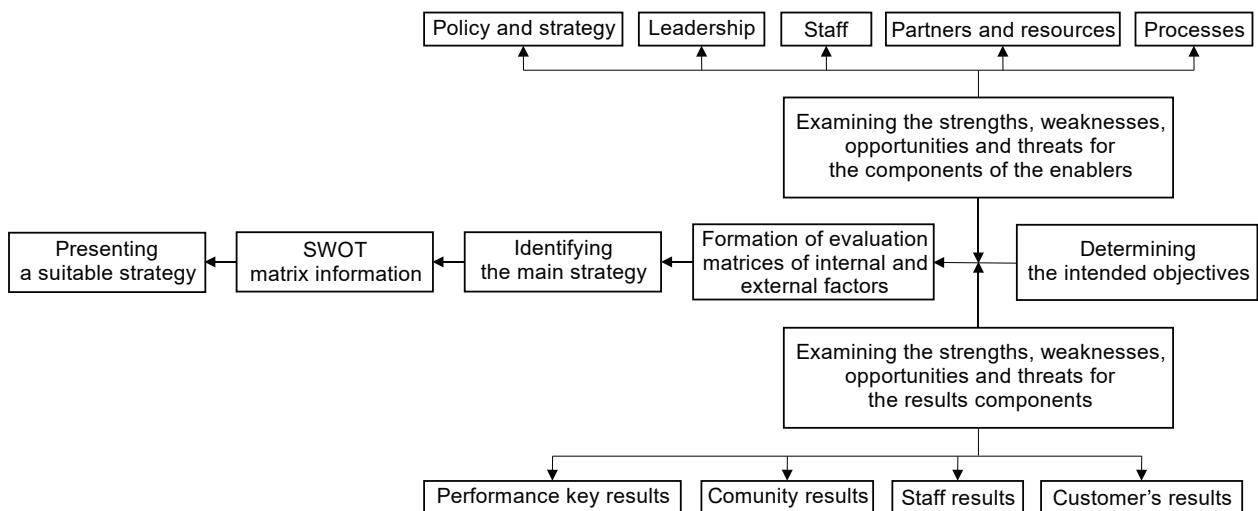 Policy and strategy
Leadership
Staff
Partners and resources
Processes
Examining the strengths, weaknesses,
opportunities and threats for
the components of the enablers
Presenting
a suitable strategy
SWOT
matrix information
Identifying
the main strategy
Formation of evaluation
matrices of internal and
external factors
Determining
the intended objectives
Examining the strengths, weaknesses,
opportunities and threats for
the results components
Performance key results
Comunity results
Staff results
Customer’s results